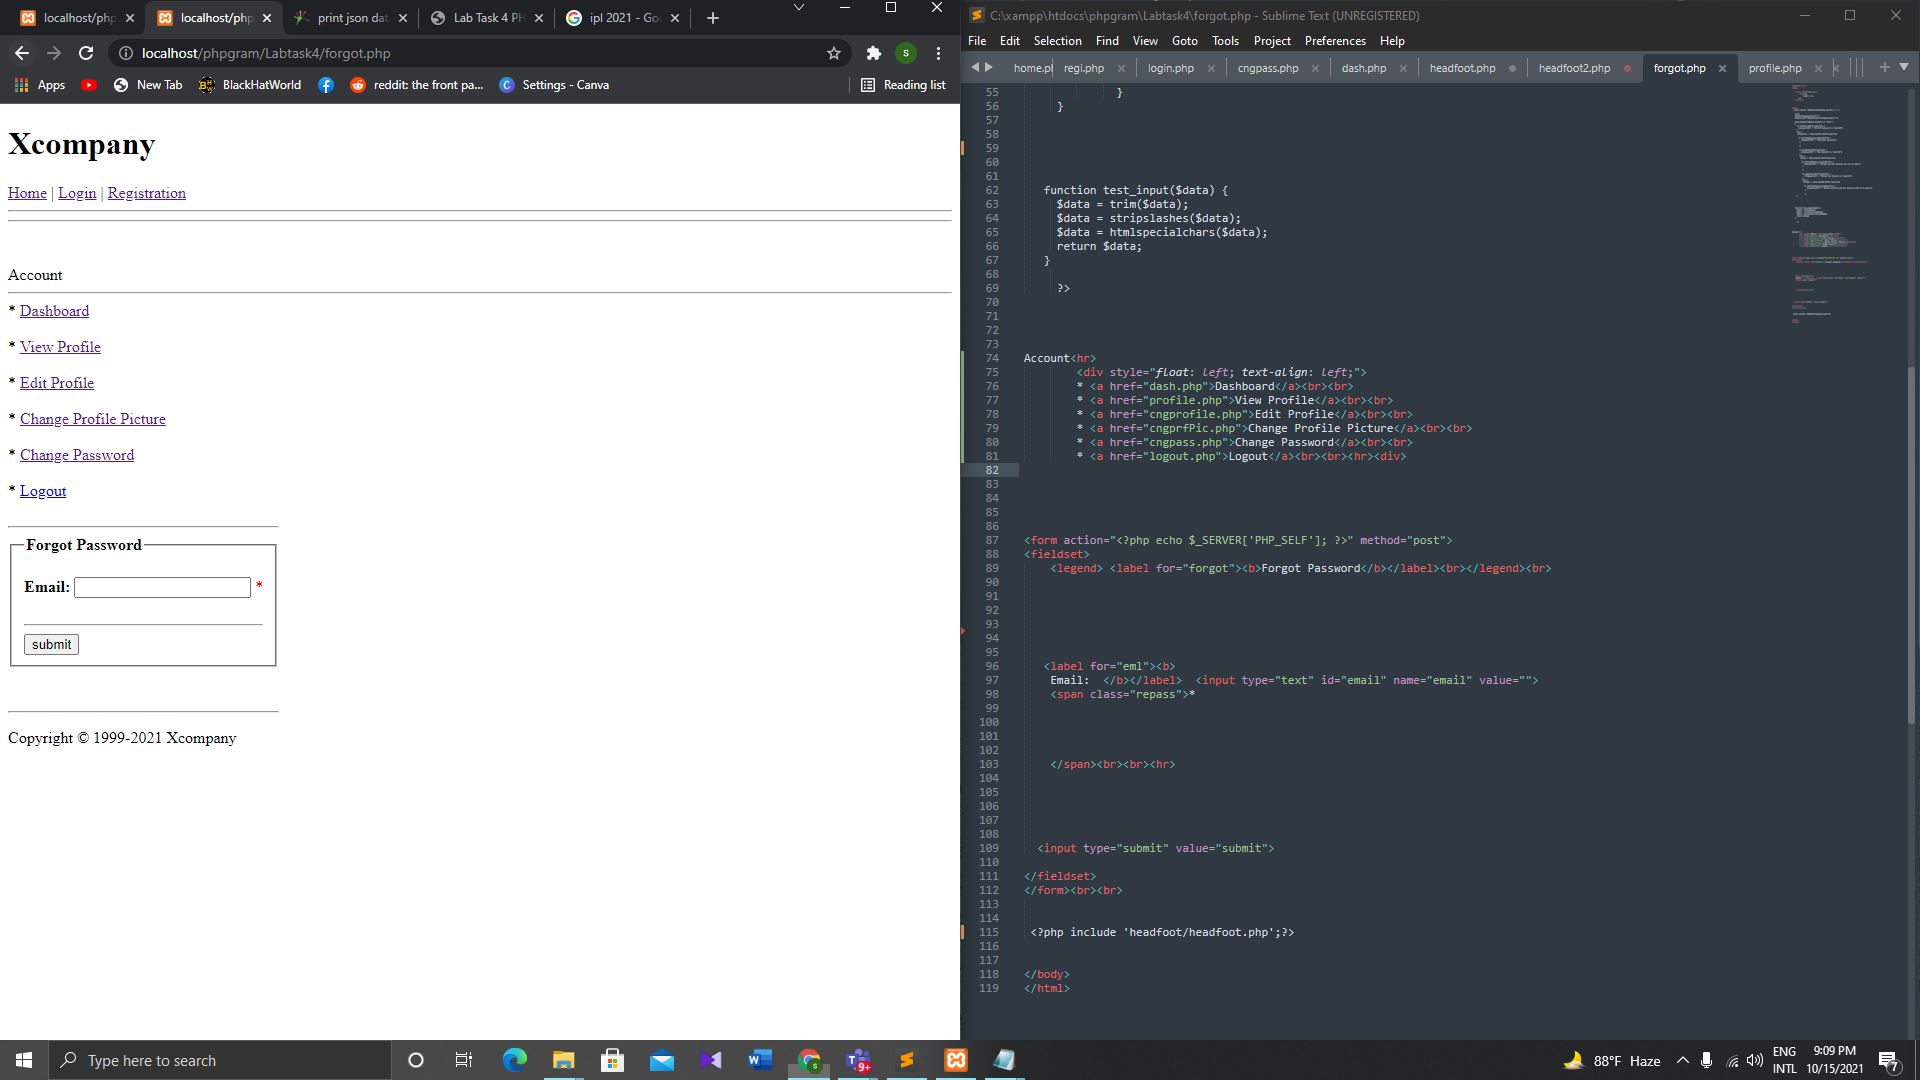 localhost/php
localhost/php
print json dat
Lab Task 4 PH
ipl 2021 - Goo
localhost/phpgram/Labtask4/forgot.php
S
Apps
New Tab
BlackHatWorld
reddit: the front pa...
Settings - Canva
Reading list
Xcompany
Home | Login | Registration
Account
* Dashboard
* View Profile
* Edit Profile
* Change Profile Picture
* Change Password
* Logout
Forgot Password
Email: *
submit
Copyright © 1999-2021 Xcompany
C:\xampp\htdocs\phpgram\Labtask4\forgot.php - Sublime Text (UNREGISTERED)
File Edit Selection Find View Goto Tools Project Preferences Help
home.pl regi.php login.php cngpass.php dash.php headfoot.php headfoot2.php forgot.php profile.php
55 }
56 }
57
58
59
60
61
62 function test_input($data) {
63 $data = trim($data);
64 $data = stripslashes($data);
65 $data = htmlspecialchars($data);
66 return $data;
67 }
68
69 ?>
70
71
72
73
74 Account<hr>
75 <div style="float: left; text-align: left;">
76 * <a href="dash.php">Dashboard</a><br><br>
77 * <a href="profile.php">View Profile</a><br><br>
78 * <a href="cngprofile.php">Edit Profile</a><br><br>
79 * <a href="cngprfPic.php">Change Profile Picture</a><br><br>
80 * <a href="cngpass.php">Change Password</a><br><br>
81 * <a href="logout.php">Logout</a><br><br><hr><div>
82
83
84
85
86
87 <form action="<?php echo $_SERVER['PHP_SELF']; ?>" method="post">
88 <fieldset>
89 <legend> <label for="forgot"><b>Forgot Password</b></label><br></legend><br>
90
91
92
93
94
95
96 <label for="eml"><b>
97 Email: </b></label> <input type="text" id="email" name="email" value="">
98 <span class="repass">*
99
100
101
102
103 </span><br><br><hr>
104
105
106
107
108
109 <input type="submit" value="submit">
110
111 </fieldset>
112 </form><br><br>
113
114
115 <?php include 'headfoot/headfoot.php';?>
116
117
118 </body>
119 </html>
Type here to search
9+
88°F Haze
ENG
INTL
9:09 PM
10/15/2021
7